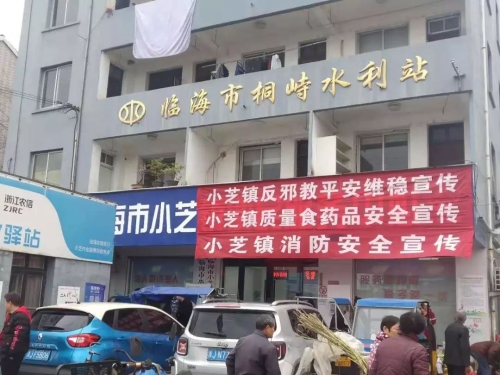 临海市桐峙水利站
浙江农信
ZJRC
驿站
海市小芝
小芝镇反邪教平安维稳宣传
小芝镇质量食药品安全宣传
小芝镇消防安全宣传